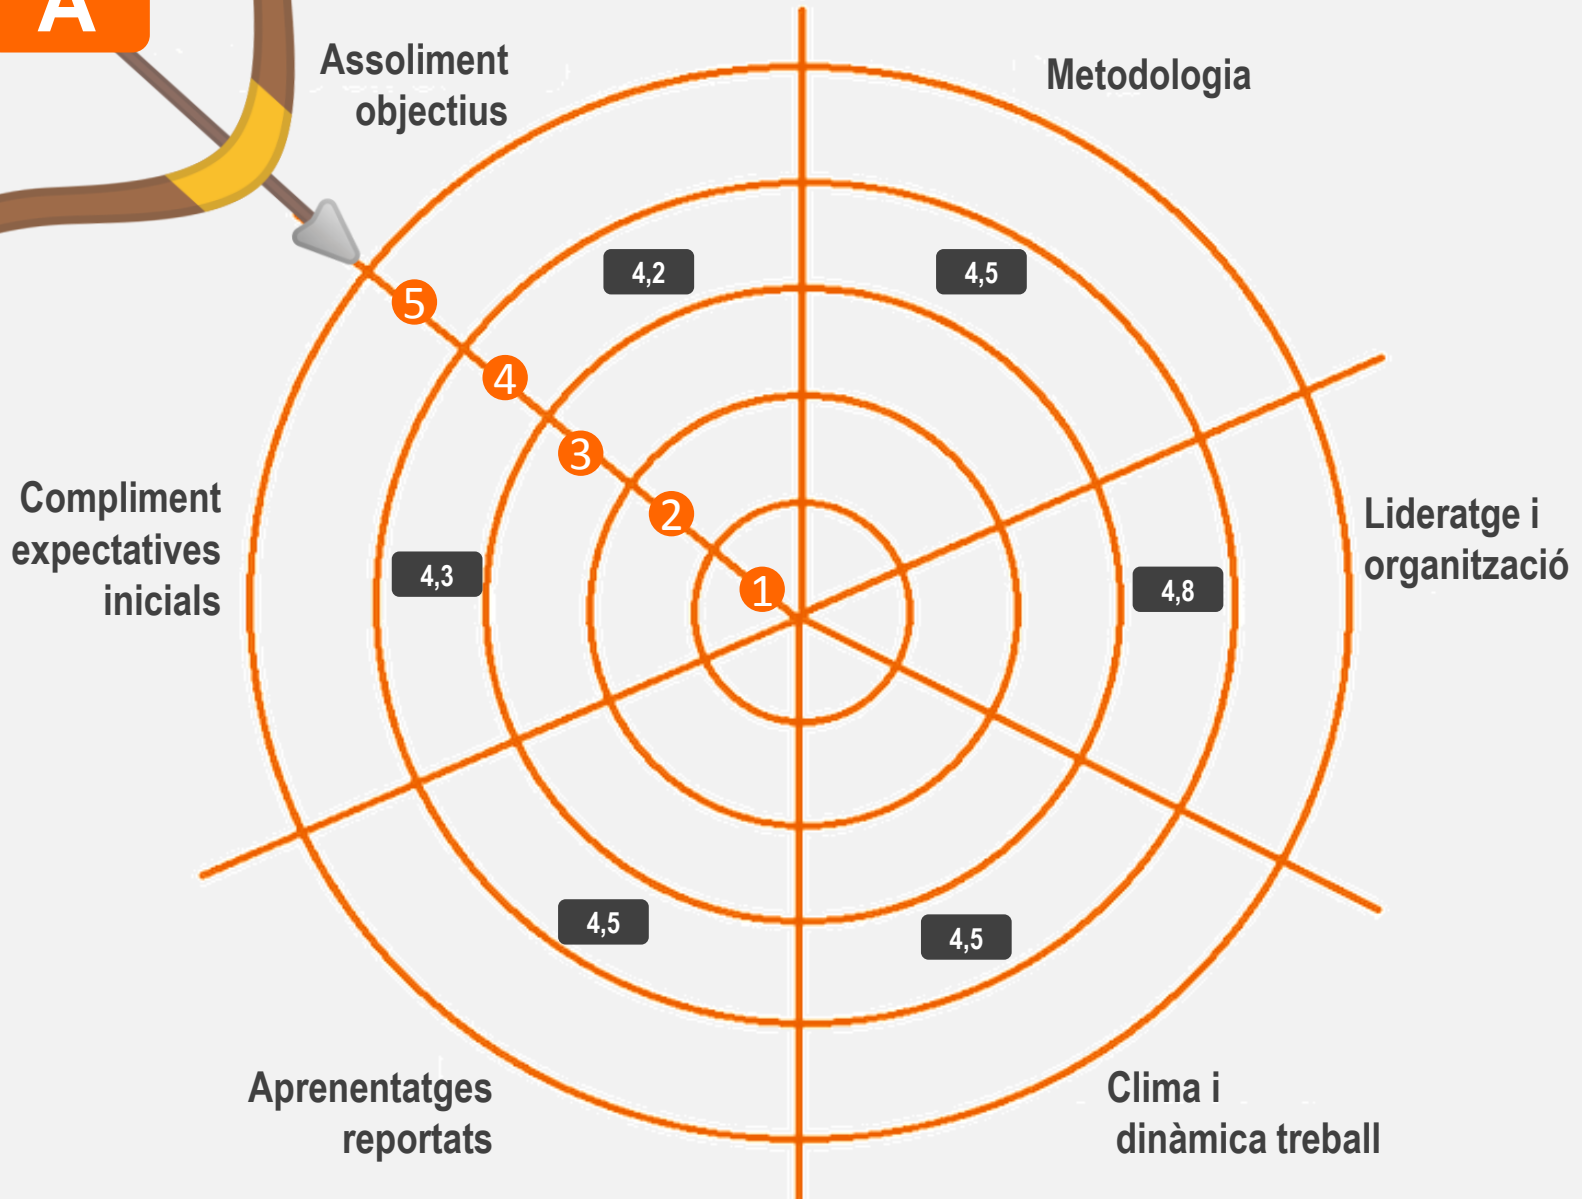 A
Assoliment
objectius
Metodologia
4,2
4,5
5
4
3
2
1
Compliment
expectatives
inicials
4,3
Lideratge i
organització
4,8
4,5
4,5
Aprenentatges
reportats
Clima i
dinàmica treball